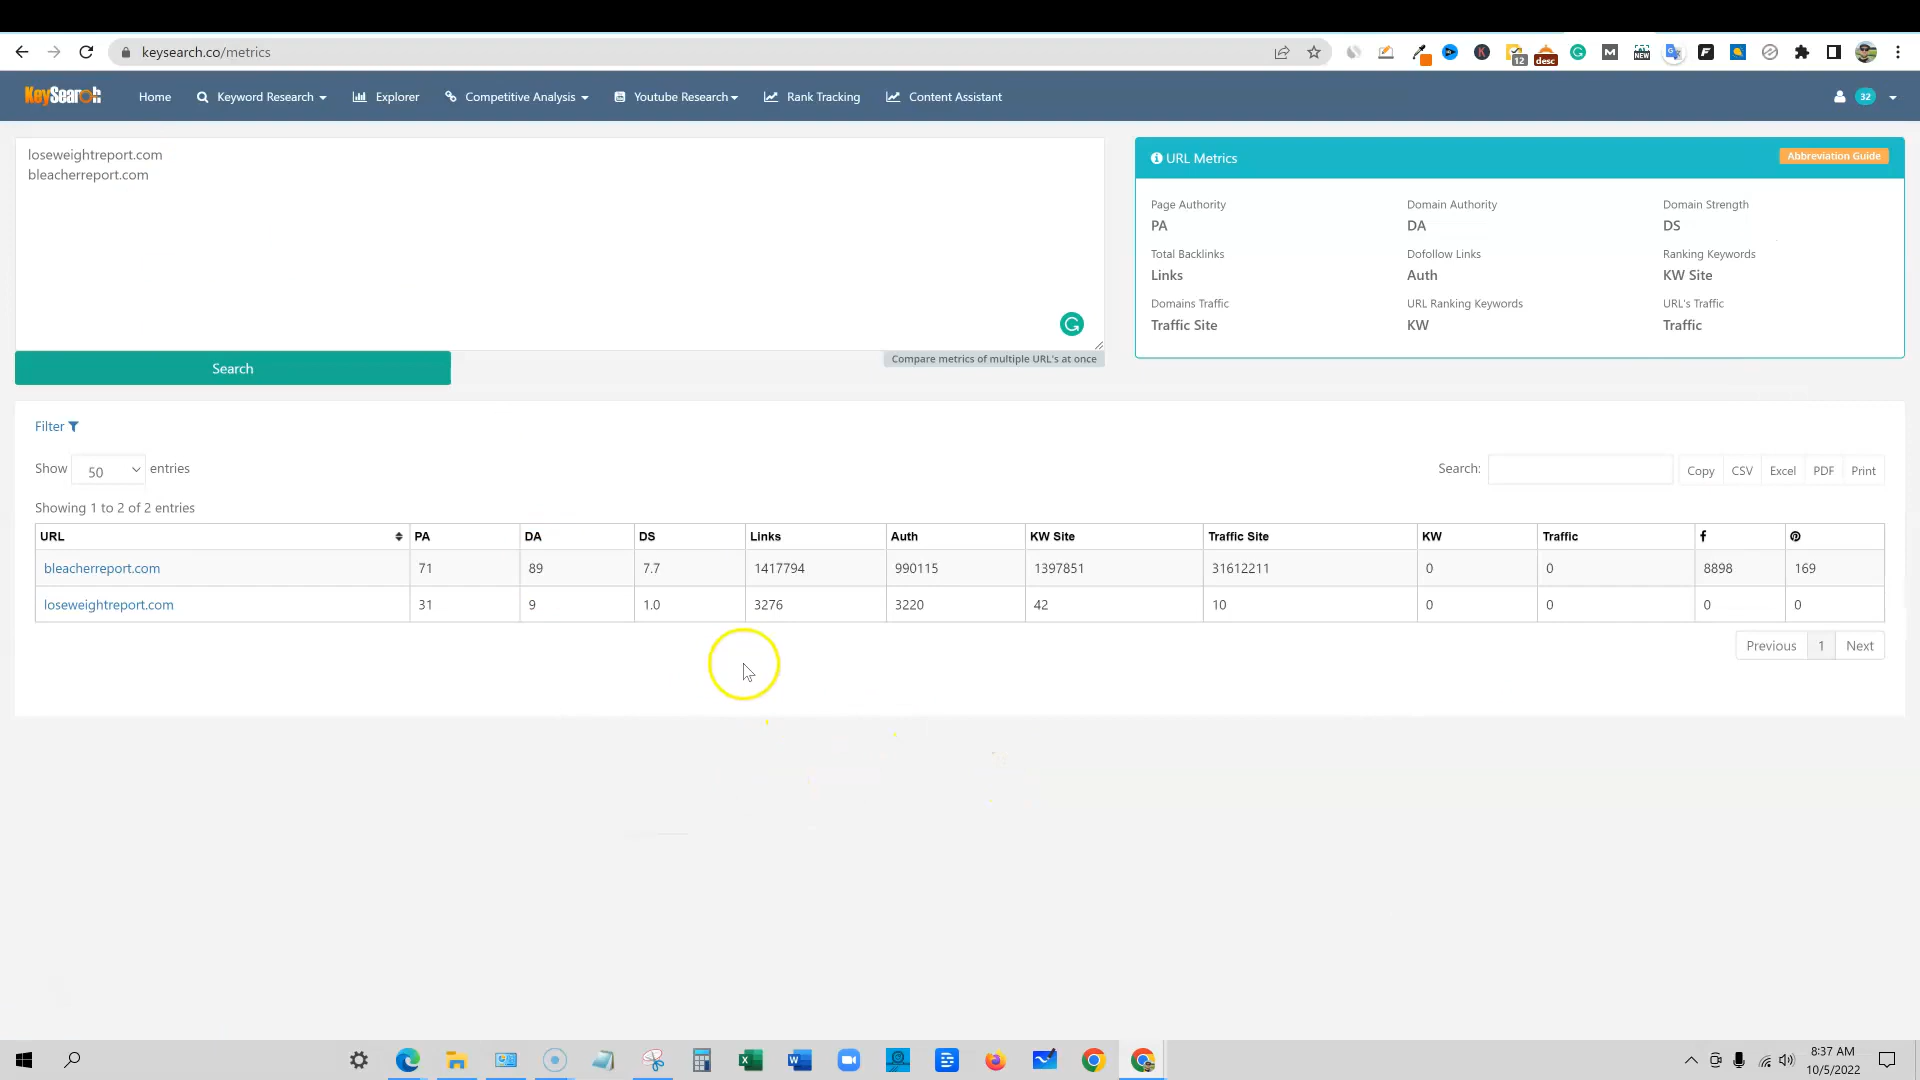 keysearch.co/metrics
12
desc
NEW
KeySearch
Home
Keyword Research
Explorer
Competitive Analysis
Youtube Research
Rank Tracking
Content Assistant
32
loseweightreport.com
bleacherreport.com
Search
Compare metrics of multiple URL's at once
URL Metrics
Abbreviation Guide
Page Authority
PA
Domain Authority
DA
Domain Strength
DS
Total Backlinks
Links
Dofollow Links
Auth
Ranking Keywords
KW Site
Domains Traffic
Traffic Site
URL Ranking Keywords
KW
URL's Traffic
Traffic
Filter
Show 50 entries
Search:
Copy CSV Excel PDF Print
Showing 1 to 2 of 2 entries
URL PA DA DS Links Auth KW Site Traffic Site KW Traffic
bleacherreport.com 71 89 7.7 1417794 990115 1397851 31612211 0 0 8898 169
loseweightreport.com 31 9 1.0 3276 3220 42 10 0 0 0 0
Previous 1 Next
8:37 AM
10/5/2022